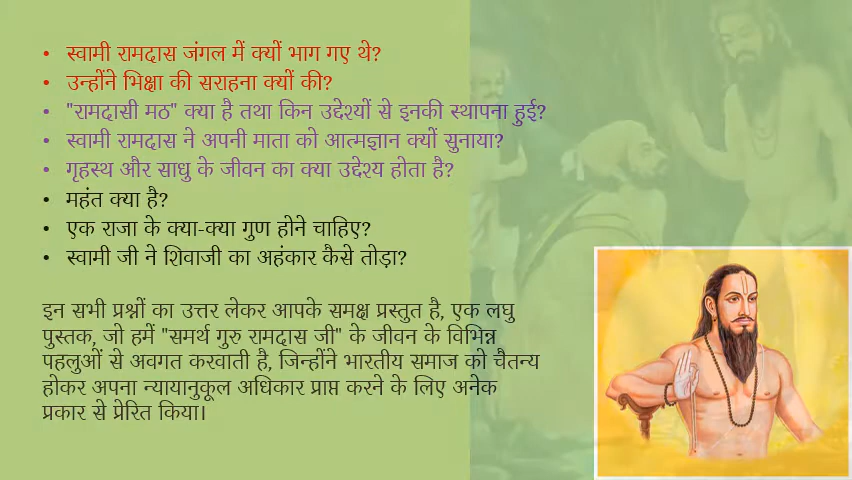 • स्वामी रामदास जंगल में क्यों भाग गए थे?
• उन्होंने भिक्षा की सराहना क्यों की?
• "रामदासी मठ" क्या है तथा किन उद्देश्यों से इनकी स्थापना हुई?
• स्वामी रामदास ने अपनी माता को आत्मज्ञान क्यों सुनाया?
• गृहस्थ और साधु के जीवन का क्या उद्देश्य होता है?
• महंत क्या है?
• एक राजा के क्या-क्या गुण होने चाहिए?
• स्वामी जी ने शिवाजी का अहंकार कैसे तोड़ा?
इन सभी प्रश्नों का उत्तर लेकर आपके समक्ष प्रस्तुत है, एक लघु
पुस्तक, जो हमें "समर्थ गुरु रामदास जी" के जीवन के विभिन्न
पहलुओं से अवगत करवाती है, जिन्होंने भारतीय समाज को चैतन्य
होकर अपना न्यायानुकूल अधिकार प्राप्त करने के लिए अनेक
प्रकार से प्रेरित किया।